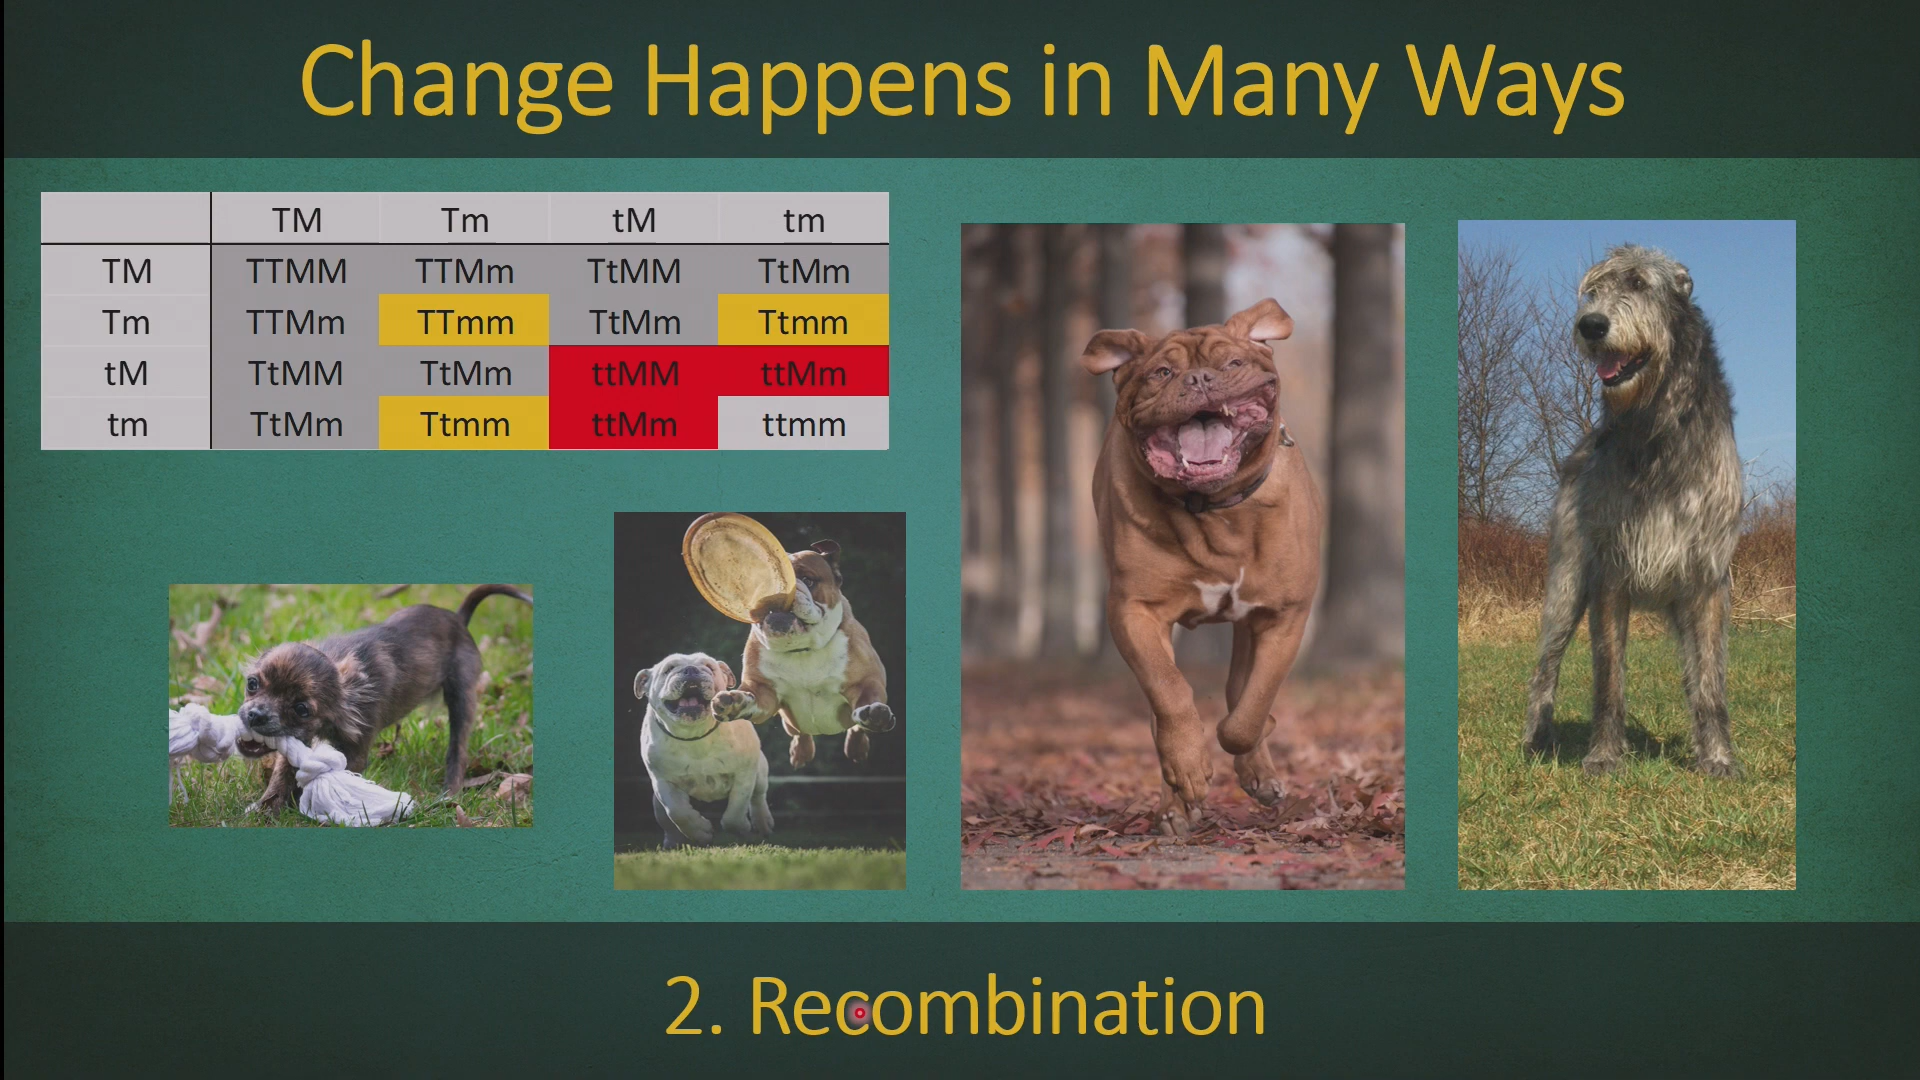 Change Happens in Many Ways
TM Tm tM tm
TM TTMM TTMm TtMM TtMm
Tm TTMm TTmm TtMm Ttmm
tM TtMM TtMm ttMM ttMm
tm TtMm Ttmm ttMm ttmm
2. Recombination